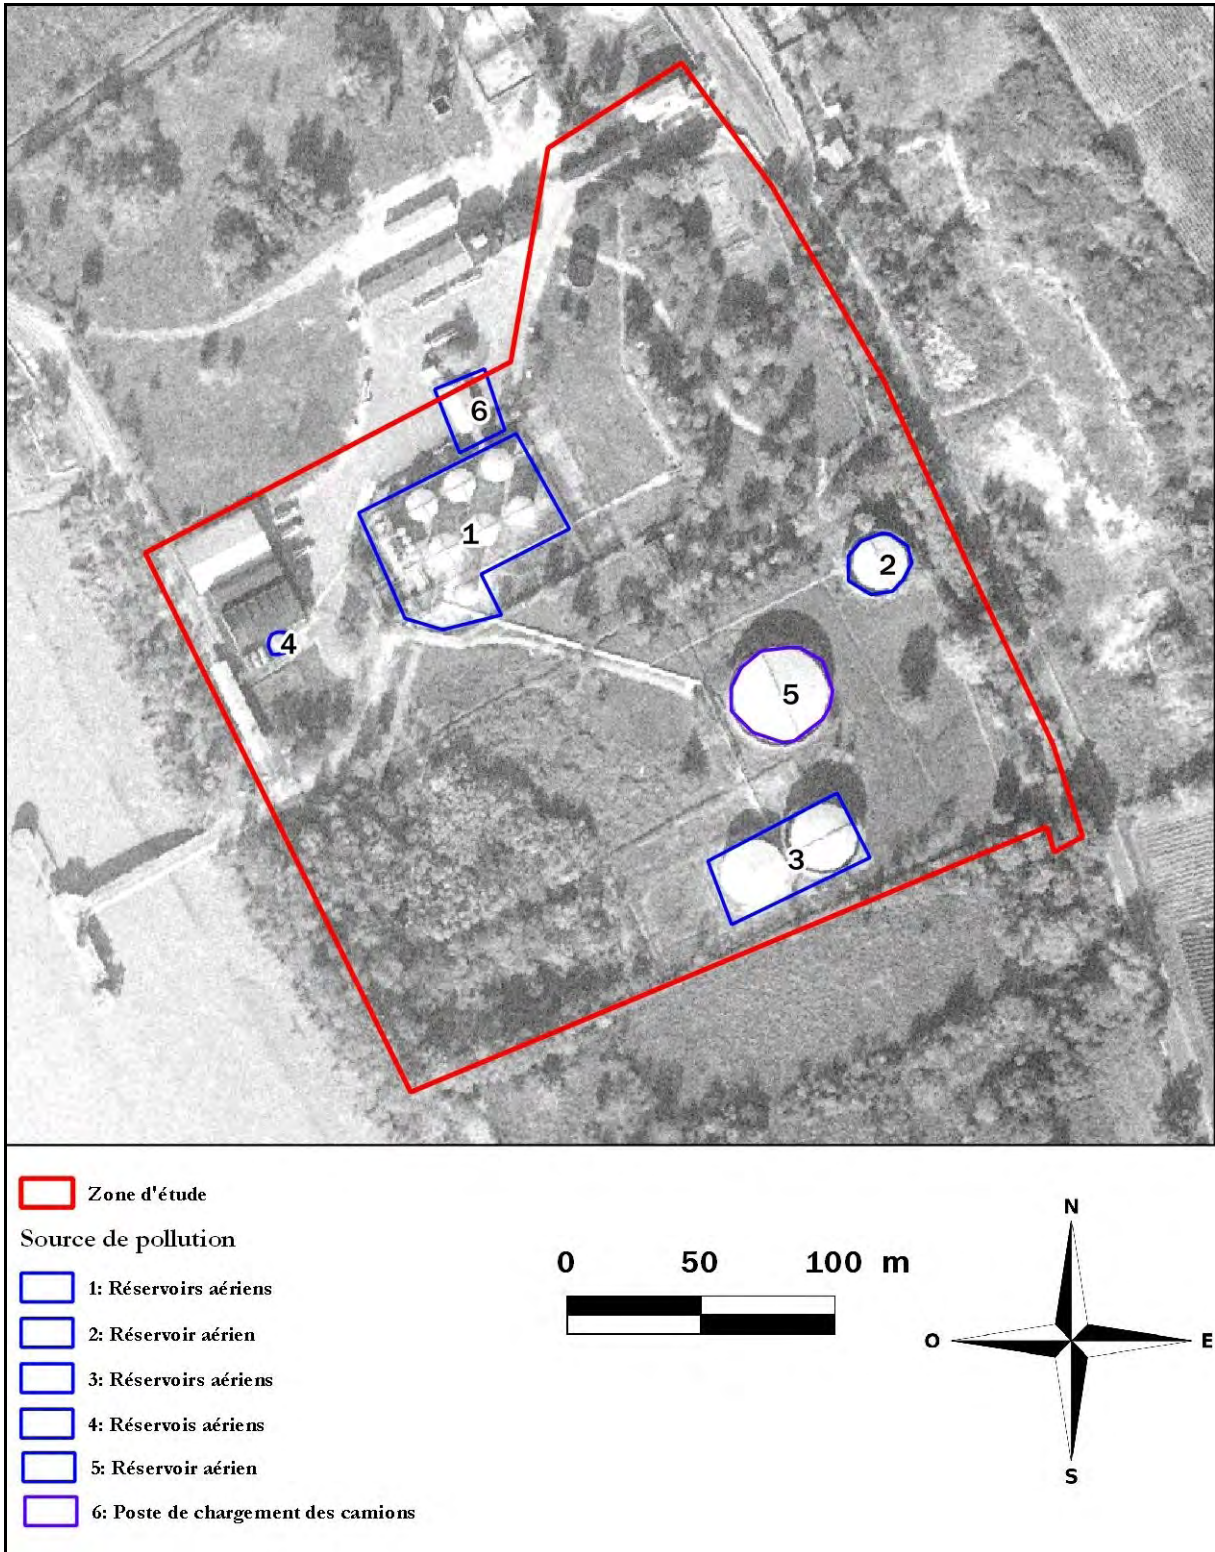 6
1
2
4
5
3
Zone d'étude
Source de pollution
1: Réservoirs aériens
2: Réservoir aérien
3: Réservoirs aériens
4: Réservois aériens
5: Réservoir aérien
6: Poste de chargement des camions
0 50 100 m
N
O E
S